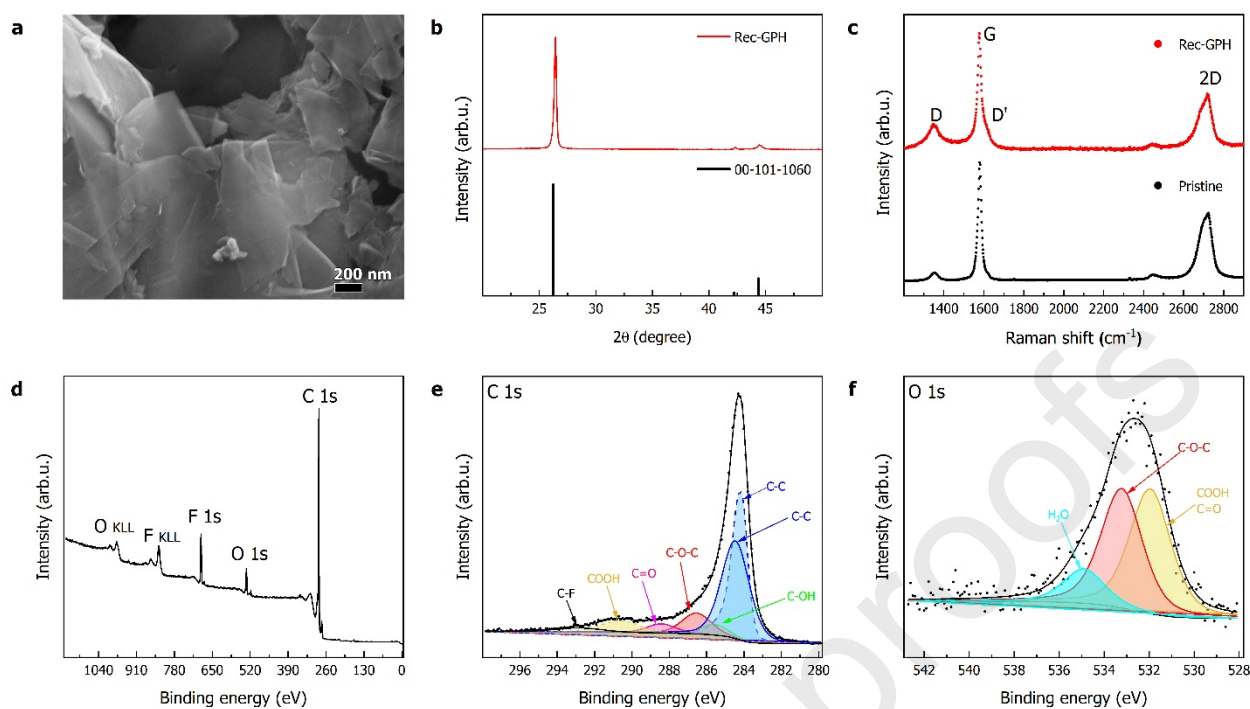 a
200 nm
b
Rec-GPH
00-101-1060
Intensity (arb.u.)
25 30 35 40 45
2θ (degree)
c
G
Rec-GPH
2D
D
D'
Pristine
Intensity (arb.u.)
1400 1600 1800 2000 2200 2400 2600 2800
Raman shift (cm⁻¹)
d
C 1s
O KLL
F KLL
F 1s
O 1s
Intensity (arb.u.)
1040 910 780 650 520 390 260 130 0
Binding energy (eV)
e
C 1s
C-C
C-C
C-O-C
C=O
COOH
C-F
C-OH
Intensity (arb.u.)
296 294 292 290 288 286 284 282 280
Binding energy (eV)
f
O 1s
C-O-C
COOH
C=O
H₂O
Intensity (arb.u.)
542 540 538 536 534 532 530 528
Binding energy (eV)
proofs